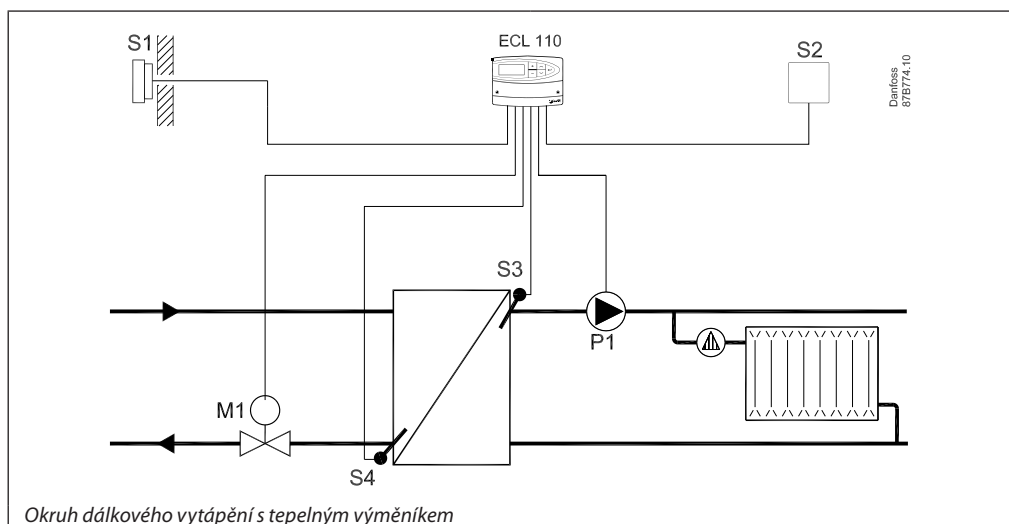 S1
ECL 110
S2
Danfoss
87B774.10
S3
P1
M1
S4
Okruh dálkového vytápění s tepelným výměníkem